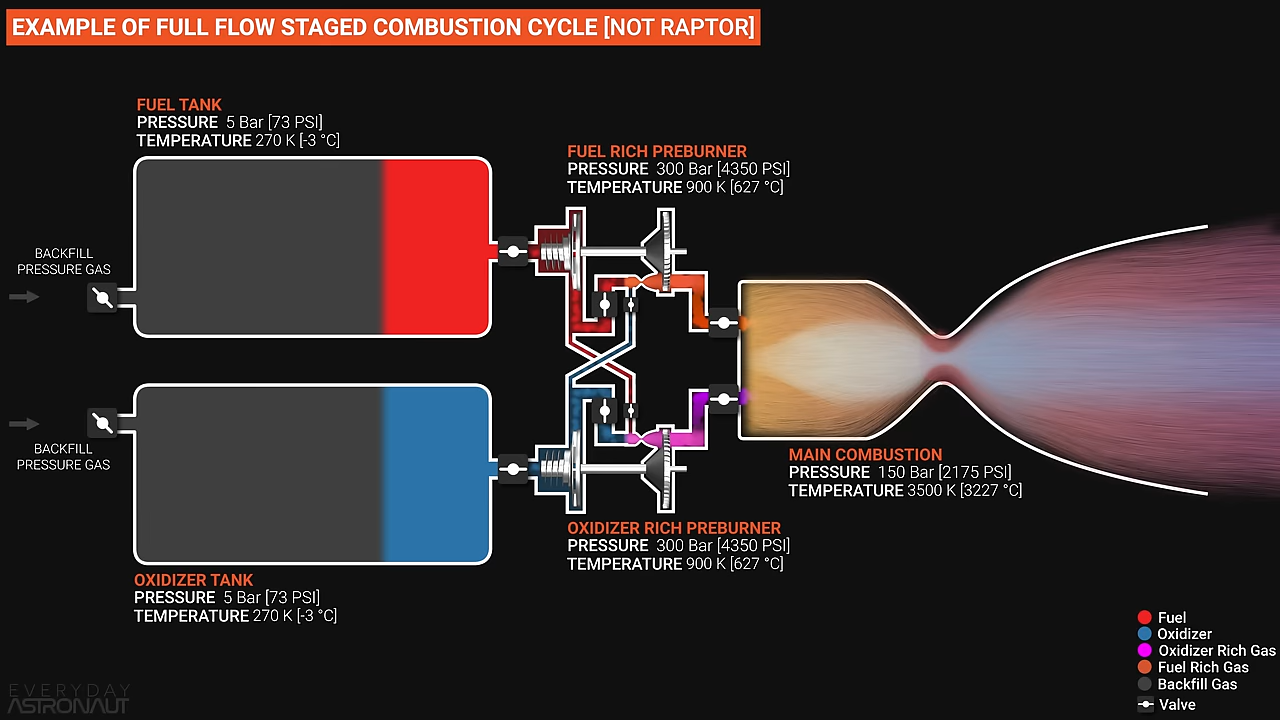 EXAMPLE OF FULL FLOW STAGED COMBUSTION CYCLE [NOT RAPTOR]
FUEL TANK
PRESSURE 5 Bar [73 PSI]
TEMPERATURE 270 K [-3 °C]
FUEL RICH PREBURNER
PRESSURE 300 Bar [4350 PSI]
TEMPERATURE 900 K [627 °C]
BACKFILL
PRESSURE GAS
BACKFILL
PRESSURE GAS
MAIN COMBUSTION
PRESSURE 150 Bar [2175 PSI]
TEMPERATURE 3500 K [3227 °C]
OXIDIZER RICH PREBURNER
PRESSURE 300 Bar [4350 PSI]
TEMPERATURE 900 K [627 °C]
OXIDIZER TANK
PRESSURE 5 Bar [73 PSI]
TEMPERATURE 270 K [-3 °C]
Fuel
Oxidizer
Oxidizer Rich Gas
Fuel Rich Gas
Backfill Gas
Valve
EVERYDAY
ASTRONAUT